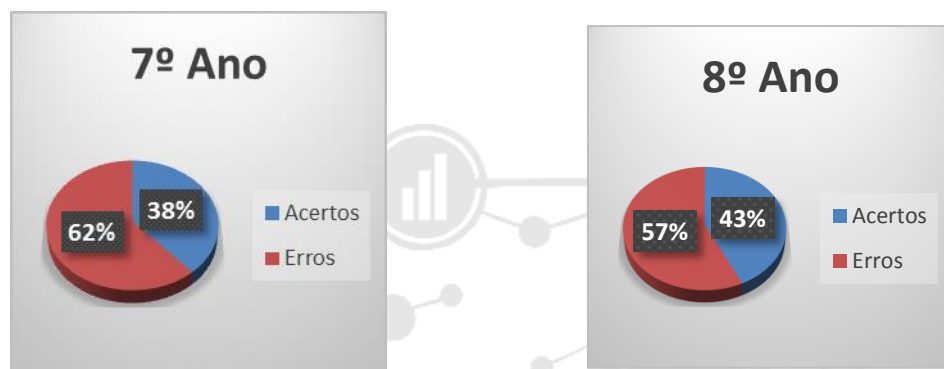 7º Ano
38%
62%
Acertos
Erros
8º Ano
57%
43%
Acertos
Erros